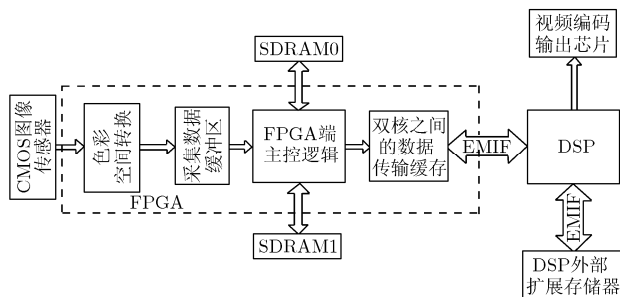 视频编码
输出芯片
SDRAM0
CMOS图像
传感器
色彩
空间转换
采集数据
缓冲区
FPGA端
主控逻辑
双核之间
的数据
传输缓存
EMIF
DSP
FPGA
SDRAM1
EMIF
DSP外部
扩展存储器